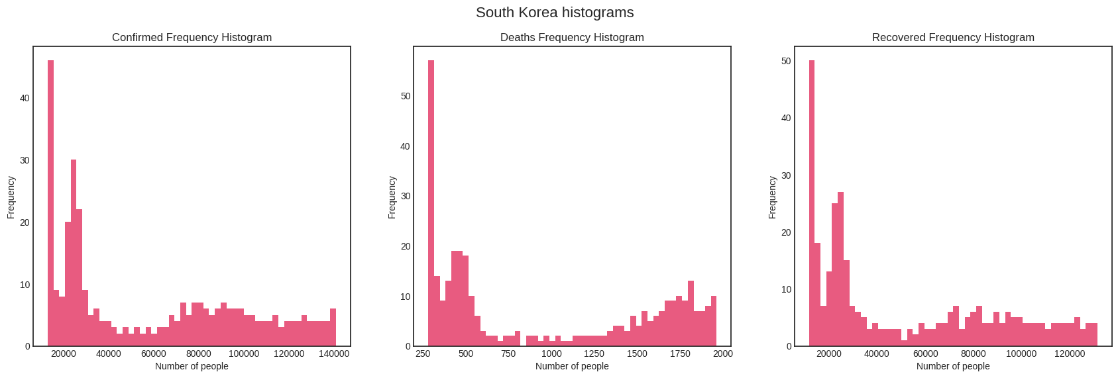 South Korea histograms
Confirmed Frequency Histogram
Frequency
0
10
20
30
40
20000 40000 60000 80000 100000 120000 140000
Number of people
Deaths Frequency Histogram
Frequency
0
10
20
30
40
50
250 500 750 1000 1250 1500 1750 2000
Number of people
Recovered Frequency Histogram
Frequency
0
10
20
30
40
50
20000 40000 60000 80000 100000 120000
Number of people